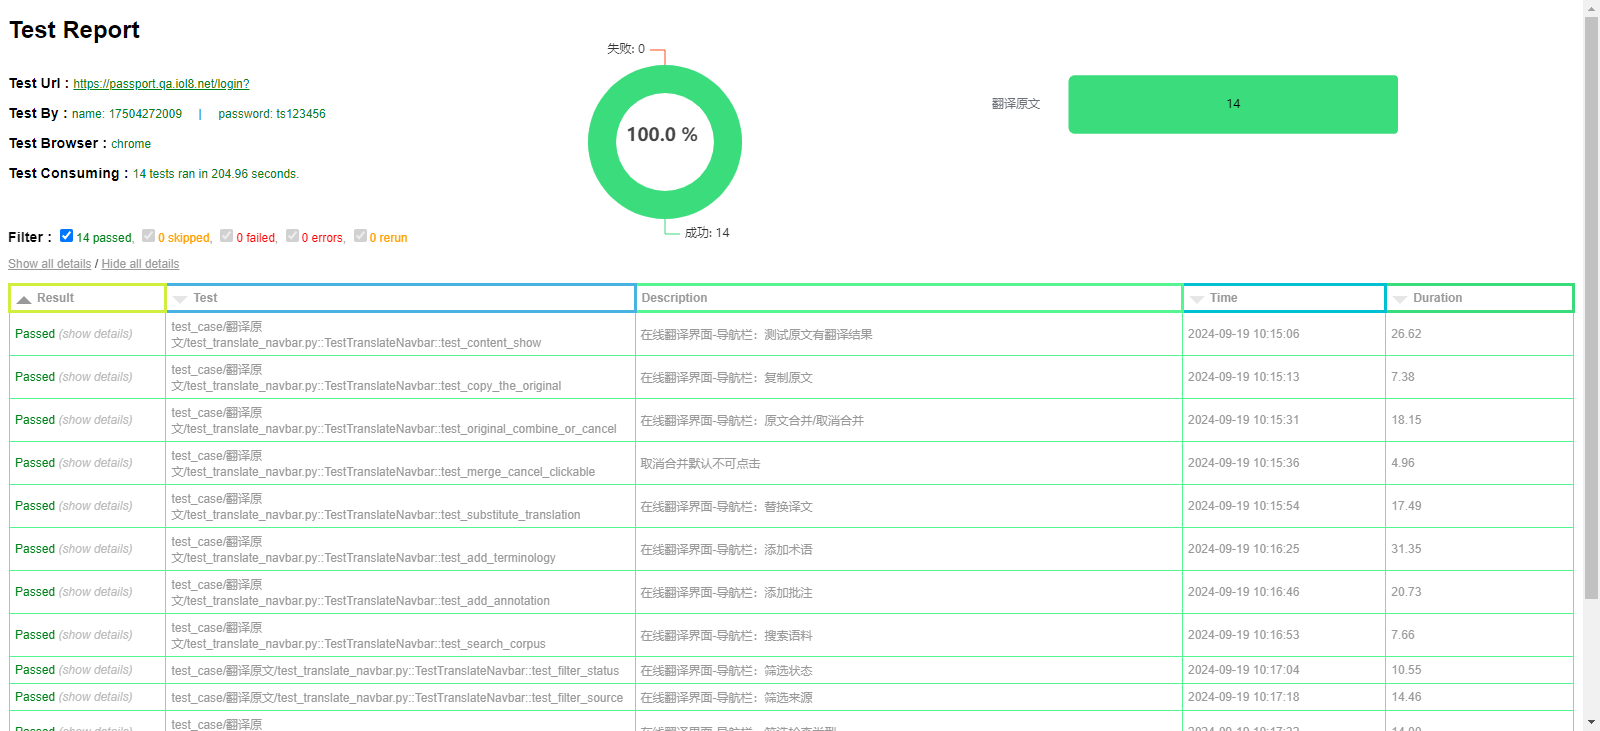 Test Report
Test Url : https://passport.qa.iol8.net/login?
Test By : name: 17504272009 | password: ts123456
Test Browser : chrome
Test Consuming : 14 tests ran in 204.96 seconds.
失败: 0
100.0 %
成功: 14
翻译原文
14
Filter : 14 passed, 0 skipped, 0 failed, 0 errors, 0 rerun
Show all details / Hide all details
Result Test Description Time Duration
Passed (show details) test_case/翻译原
文/test_translate_navbar.py::TestTranslateNavbar::test_content_show 在线翻译界面-导航栏：测试原文有翻译结果 2024-09-19 10:15:06 26.62
Passed (show details) test_case/翻译原
文/test_translate_navbar.py::TestTranslateNavbar::test_copy_the_original 在线翻译界面-导航栏：复制原文 2024-09-19 10:15:13 7.38
Passed (show details) test_case/翻译原
文/test_translate_navbar.py::TestTranslateNavbar::test_original_combine_or_cancel 在线翻译界面-导航栏：原文合并/取消合并 2024-09-19 10:15:31 18.15
Passed (show details) test_case/翻译原
文/test_translate_navbar.py::TestTranslateNavbar::test_merge_cancel_clickable 取消合并默认不可点击 2024-09-19 10:15:36 4.96
Passed (show details) test_case/翻译原
文/test_translate_navbar.py::TestTranslateNavbar::test_substitute_translation 在线翻译界面-导航栏：替换译文 2024-09-19 10:15:54 17.49
Passed (show details) test_case/翻译原
文/test_translate_navbar.py::TestTranslateNavbar::test_add_terminology 在线翻译界面-导航栏：添加术语 2024-09-19 10:16:25 31.35
Passed (show details) test_case/翻译原
文/test_translate_navbar.py::TestTranslateNavbar::test_add_annotation 在线翻译界面-导航栏：添加批注 2024-09-19 10:16:46 20.73
Passed (show details) test_case/翻译原
文/test_translate_navbar.py::TestTranslateNavbar::test_search_corpus 在线翻译界面-导航栏：搜索语料 2024-09-19 10:16:53 7.66
Passed (show details) test_case/翻译原文/test_translate_navbar.py::TestTranslateNavbar::test_filter_status 在线翻译界面-导航栏：筛选状态 2024-09-19 10:17:04 10.55
Passed (show details) test_case/翻译原文/test_translate_navbar.py::TestTranslateNavbar::test_filter_source 在线翻译界面-导航栏：筛选来源 2024-09-19 10:17:18 14.46
Passed (show details) test_case/翻译原